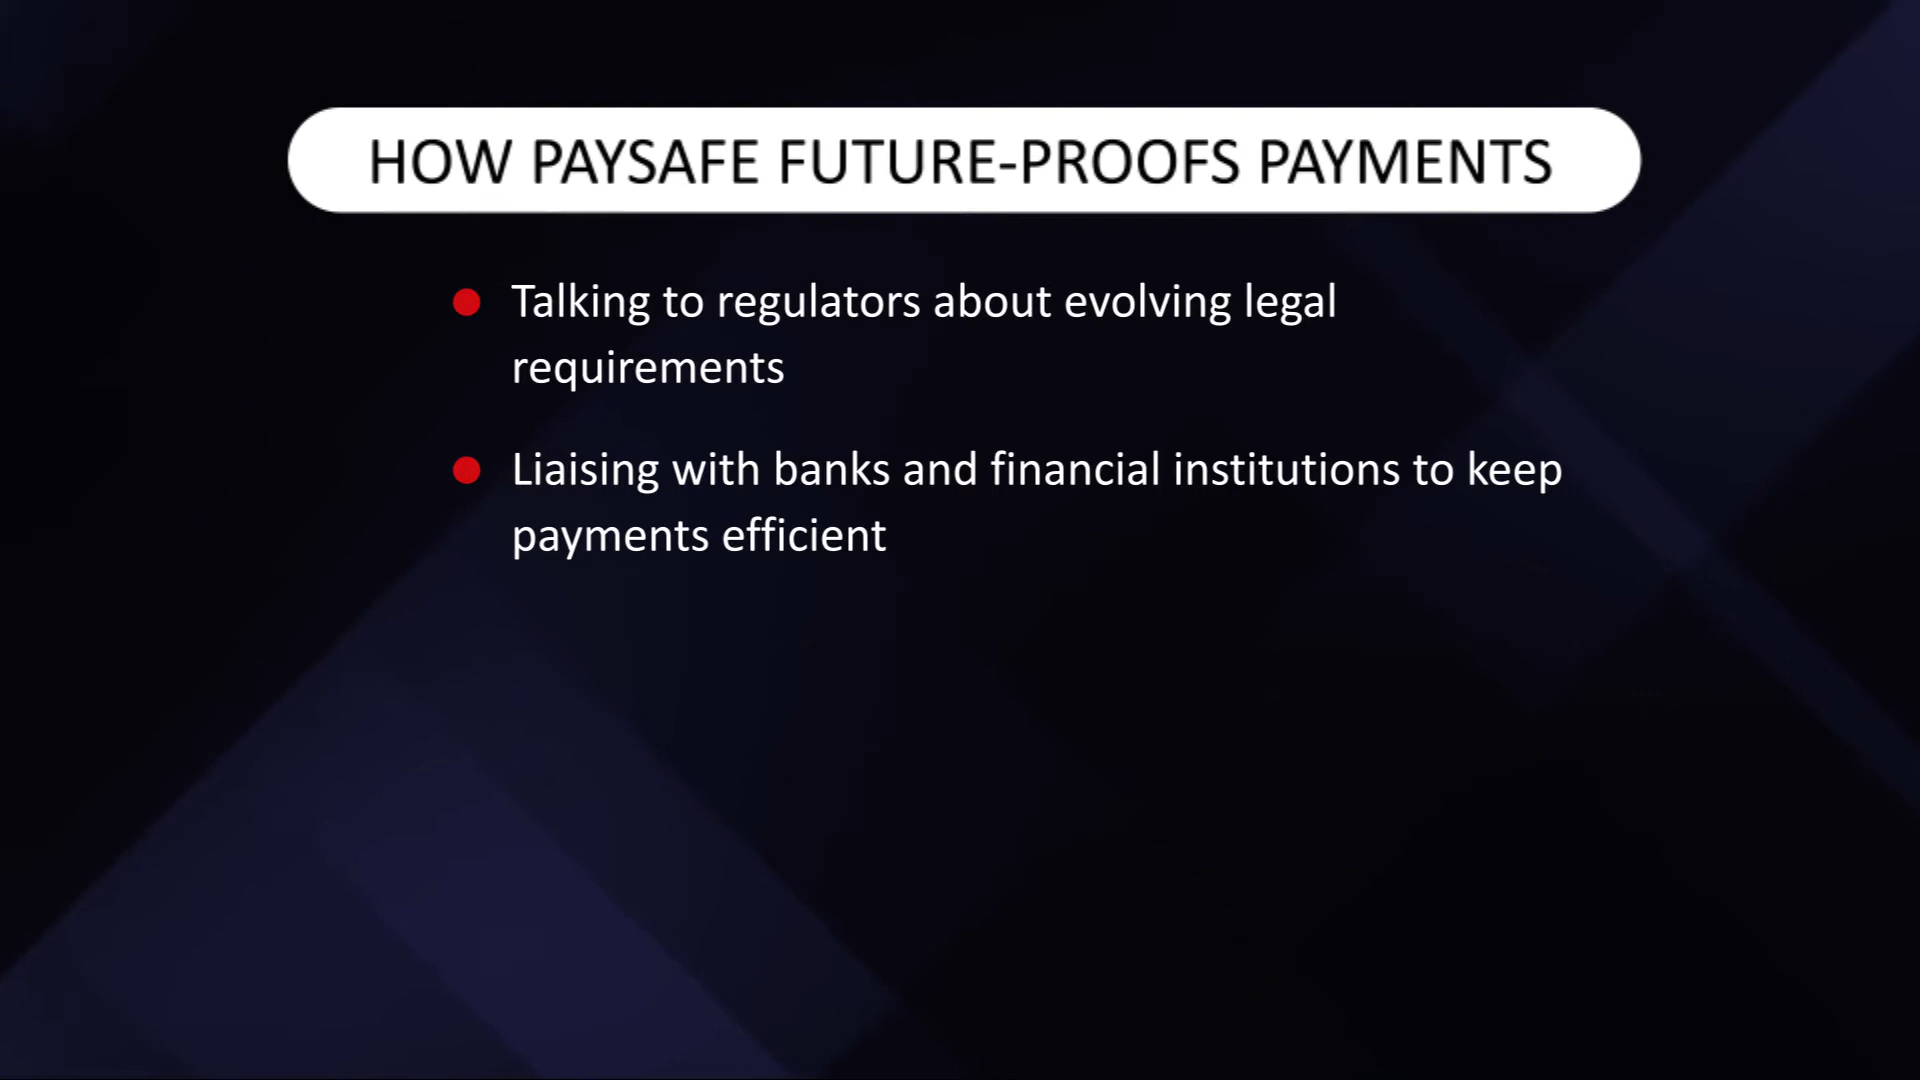 HOW PAYSAFE FUTURE-PROOFS PAYMENTS
Talking to regulators about evolving legal
requirements
Liaising with banks and financial institutions to keep
payments efficient